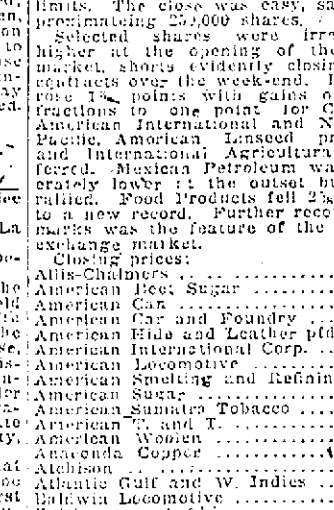 limits. The close was easy, sa
proximateing 250,000 shares.
Selected shares were irre
higher at the opening of the
market, shorts evidently closin
contracts over the week-end.
rose 1¾ points with gains o
fractions to one point for C
American International and N
Pacific, American Linseed pr
and International Agricultura
ferred. Mexican Petroleum wa
erately lower at the outset bu
rallied. Food Products fell
to a new record. Further reco
marks was the feature of the
exchange market.
Closing prices:
Allis-Chalmers
American Beet Sugar
American Can
American Car and Foundry
American Hide and Leather pfd
American International Corp.
American Locomotive
American Smelting and Refinin
American Sugar
American Sumatra Tobacco
American T. and T.
American Woolen
Anaconda Copper
Atchison
Atlantic Gulf and W. Indies
Baldwin Locomotive